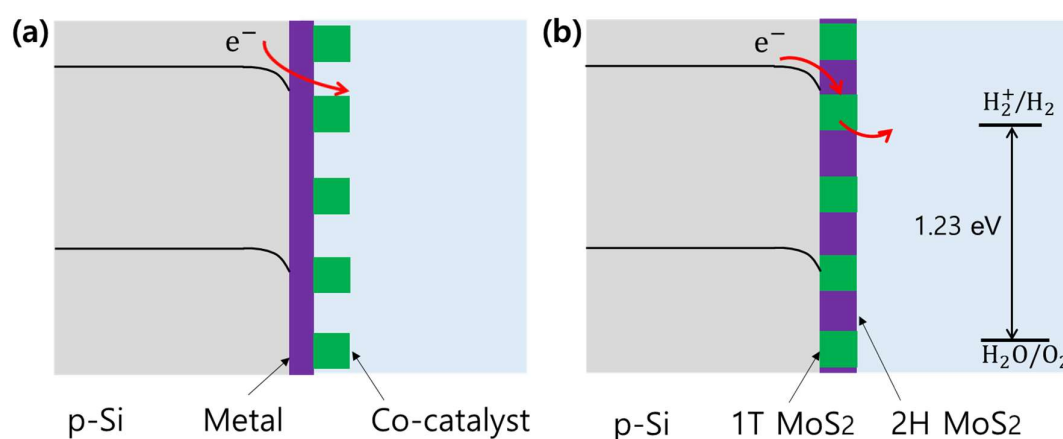 (a)
e⁻
p-Si
Metal
Co-catalyst
(b)
e⁻
H₂⁺/H₂
1.23 eV
H₂O/O₂
p-Si
1T MoS₂
2H MoS₂